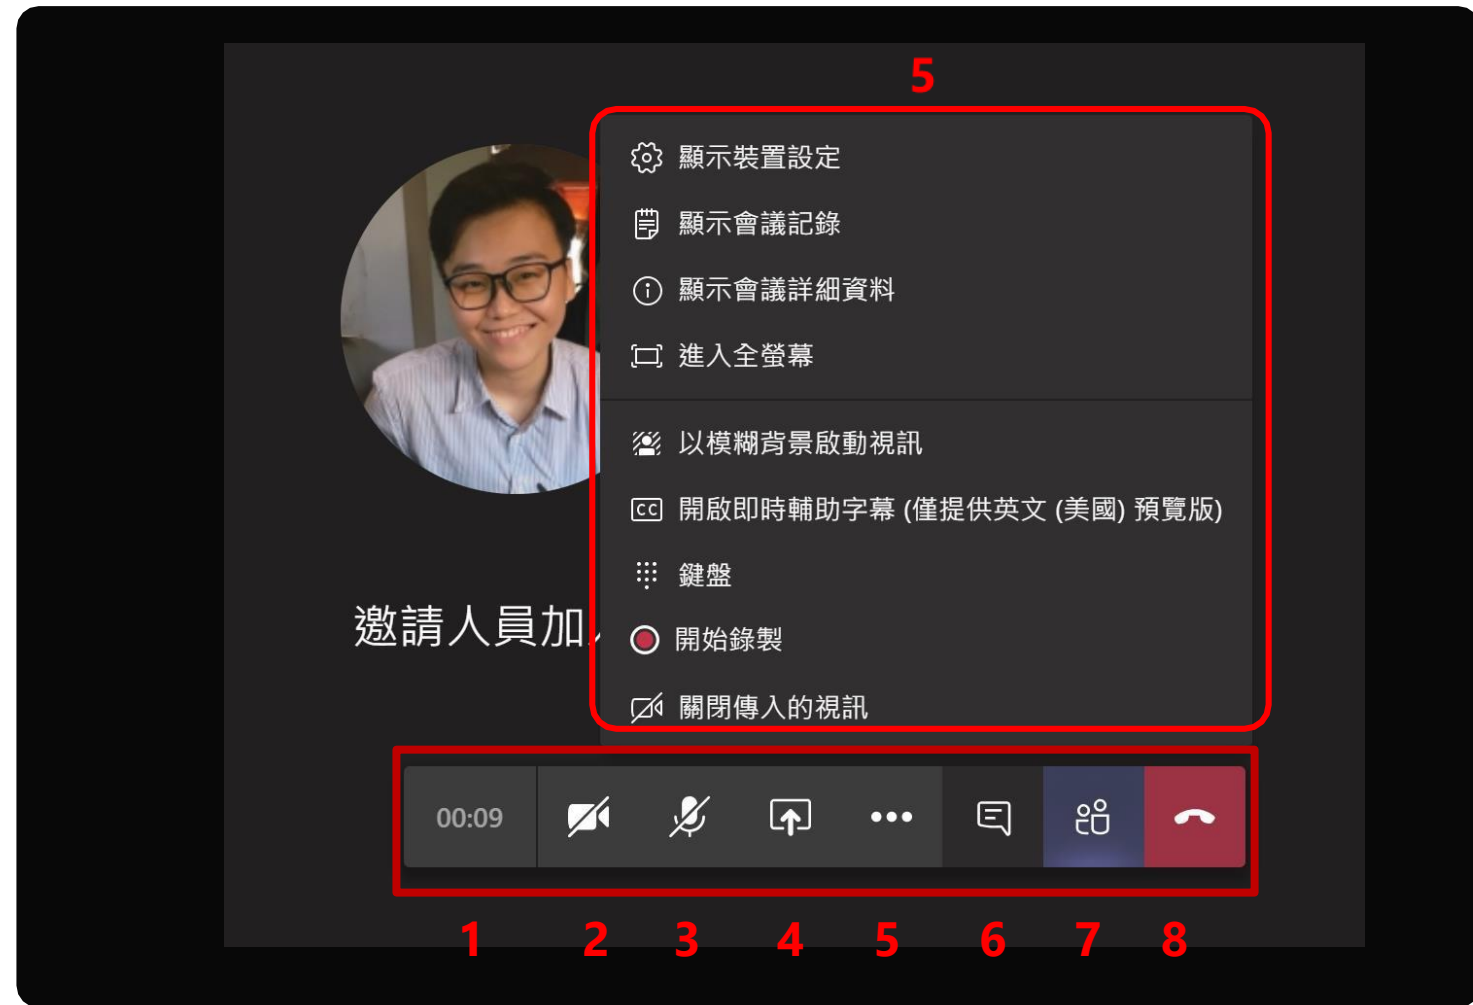 5
顯示裝置設定
顯示會議記錄
顯示會議詳細資料
進入全螢幕
以模糊背景啟動視訊
CC 開啟即時輔助字幕 (僅提供英文 (美國) 預覽版)
鍵盤
邀請人員加
開始錄製
關閉傳入的視訊
00:09
1 2 3 4 5 6 7 8